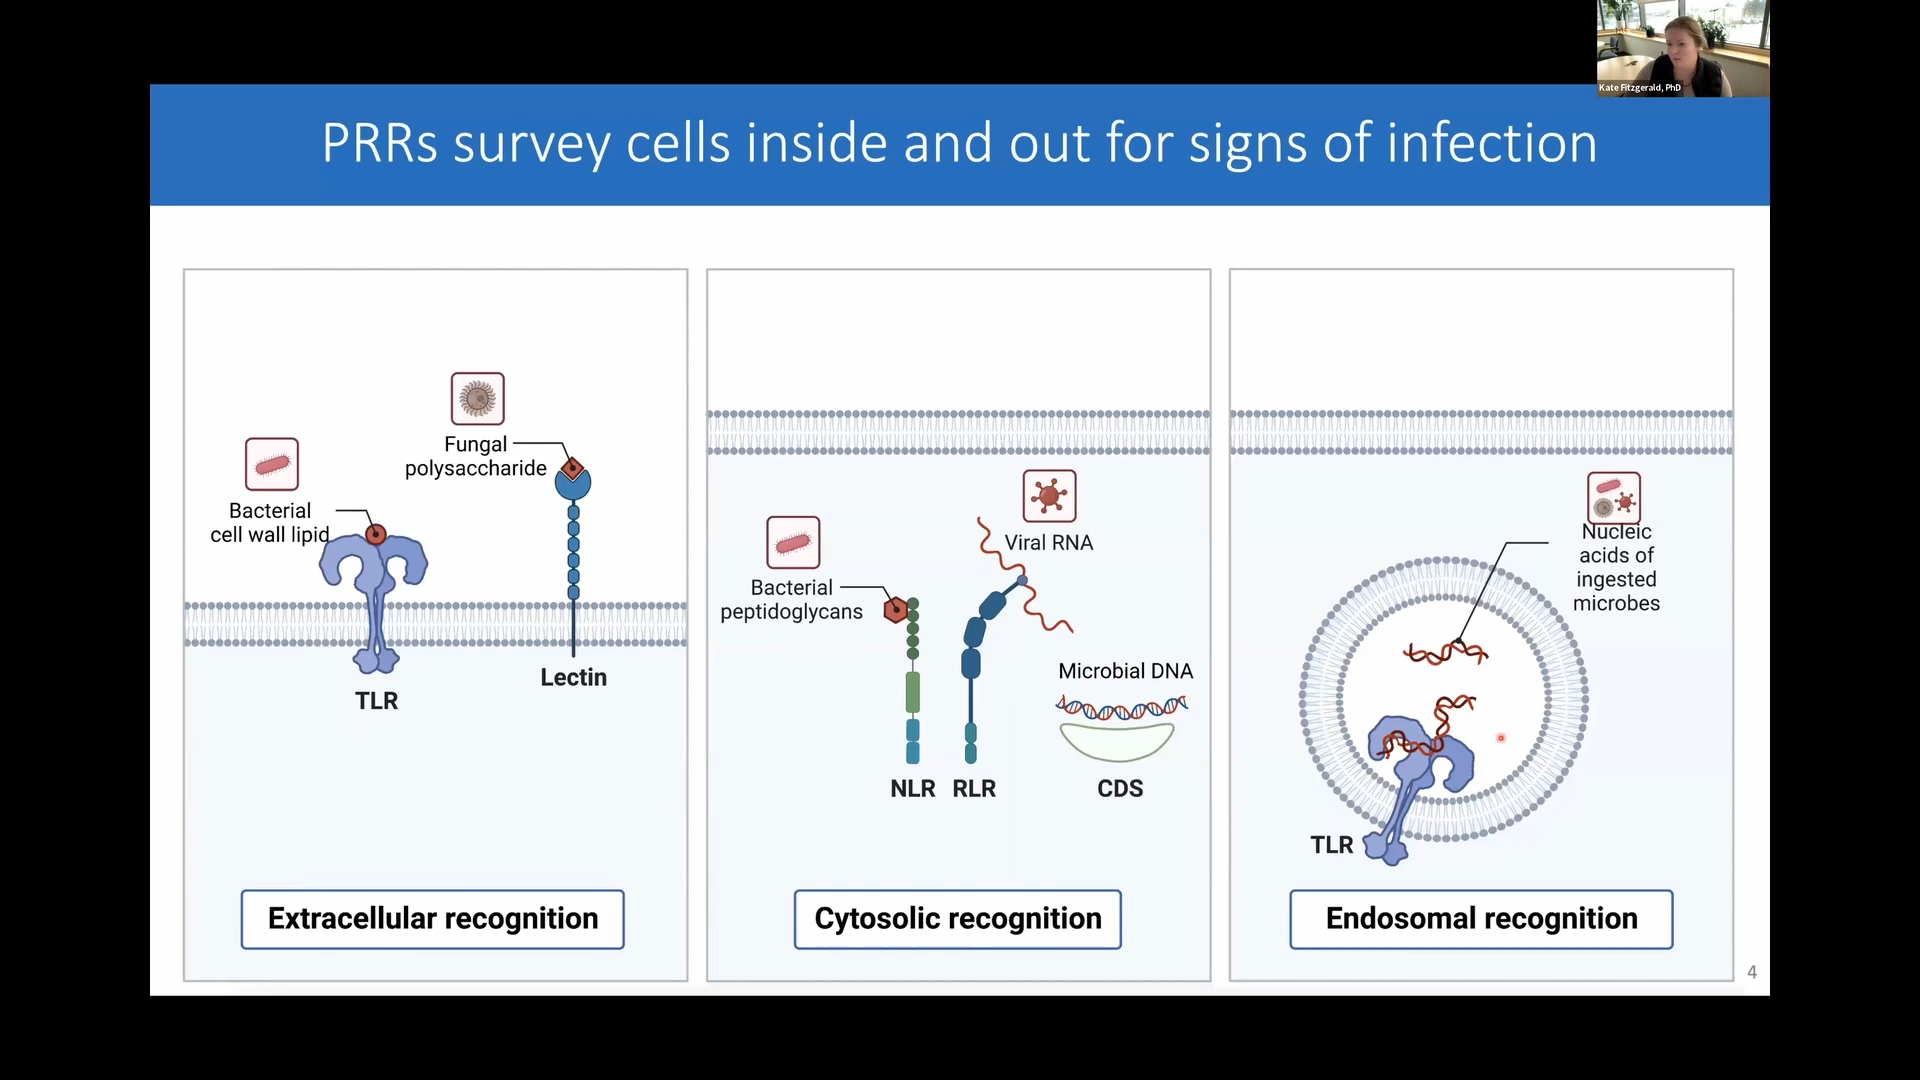 Kate Fitzgerald, PhD
PRRs survey cells inside and out for signs of infection
Fungal
polysaccharide
Bacterial
cell wall lipid
Lectin
TLR
Extracellular recognition
Viral RNA
Bacterial
peptidoglycans
Microbial DNA
NLR
RLR
CDS
Cytosolic recognition
Nucleic
acids of
ingested
microbes
TLR
Endosomal recognition
4